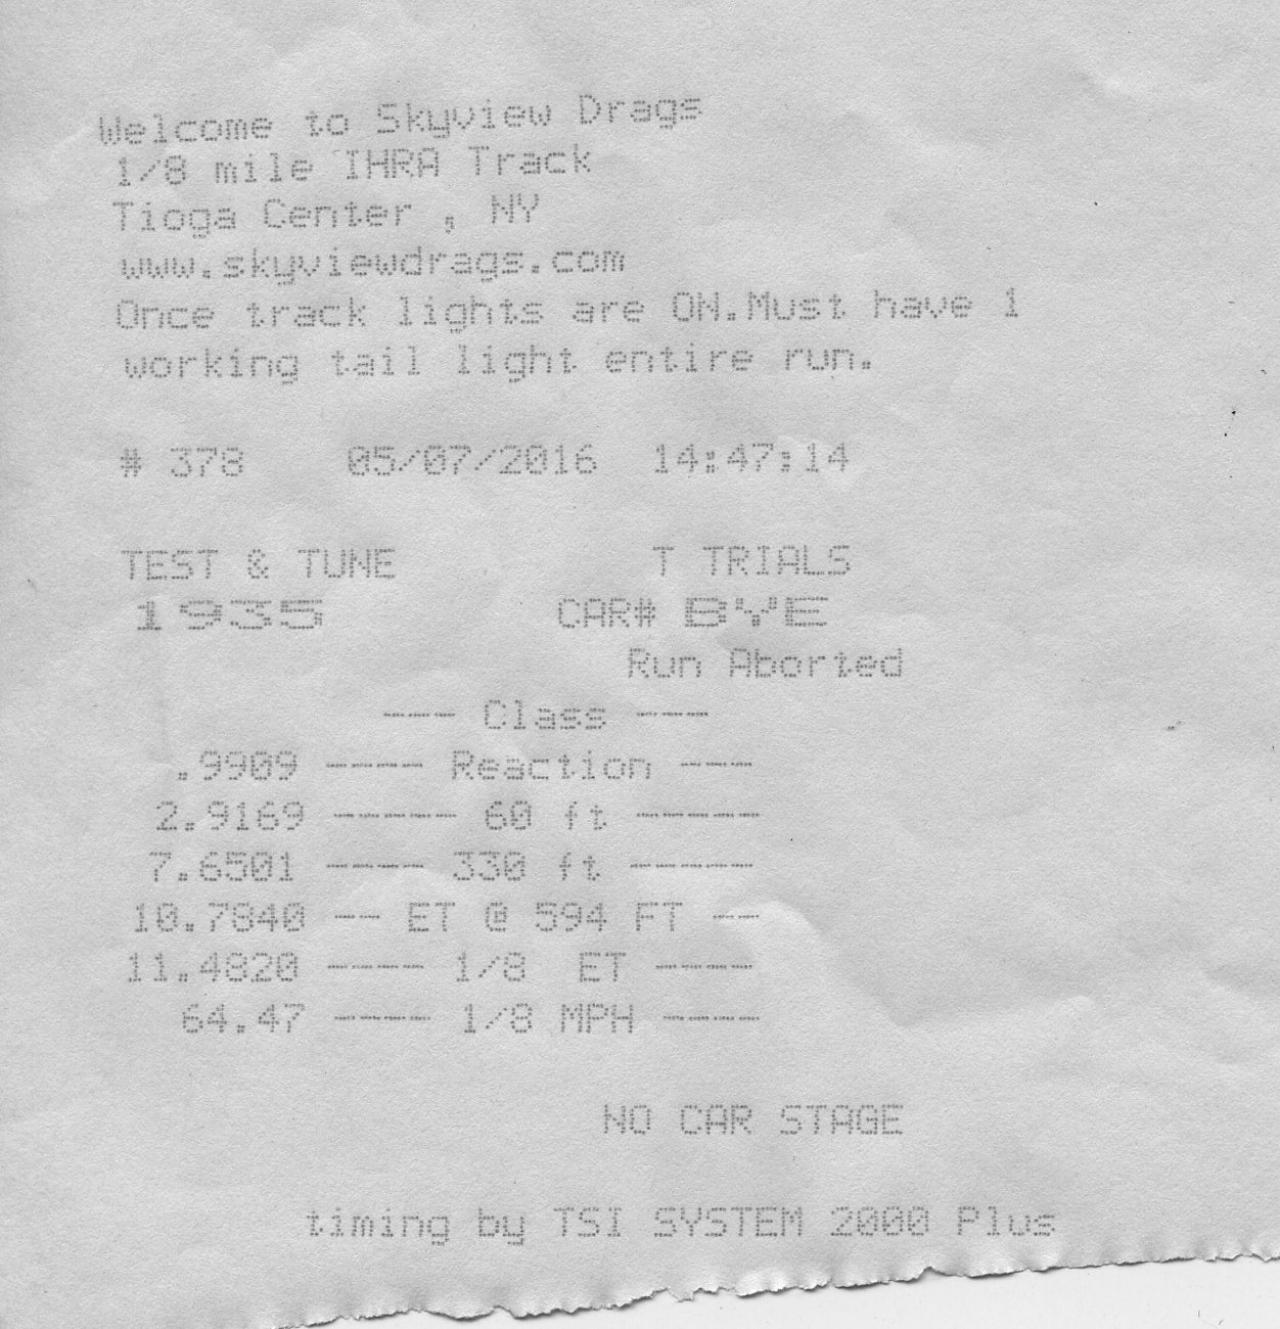 Welcome to Skyview Drags
1/8 mile IHRA Track
Tioga Center , NY
www.skyviewdrags.com
Once track lights are ON.Must have 1
working tail light entire run.
# 378 05/07/2016 14:47:14
TEST & TUNE T TRIALS
1935 CAR# BYE
Run Aborted
--- Class ---
.9909 ---- Reaction ---
2.9169 ----- 60 ft -----
7.6501 ---- 330 ft -----
10.7840 -- ET @ 594 FT --
11.4820 ---- 1/8 ET ----
64.47 ---- 1/8 MPH ----
NO CAR STAGE
timing by TSI SYSTEM 2000 Plus